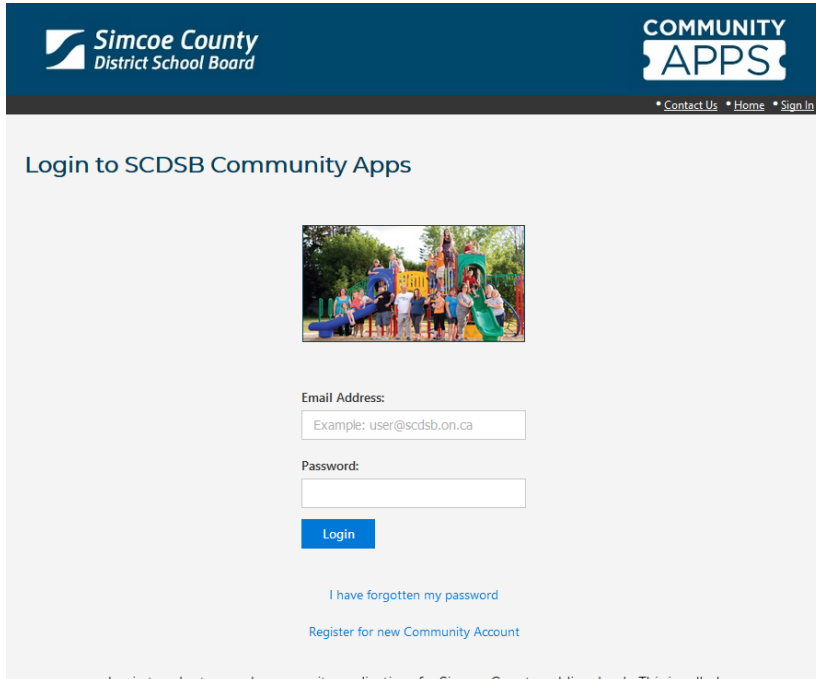 Simcoe County
District School Board
COMMUNITY
APPS
• Contact Us • Home • Sign In
Login to SCDSB Community Apps
Email Address:
Example: user@scdsb.on.ca
Password:
Login
I have forgotten my password
Register for new Community Account